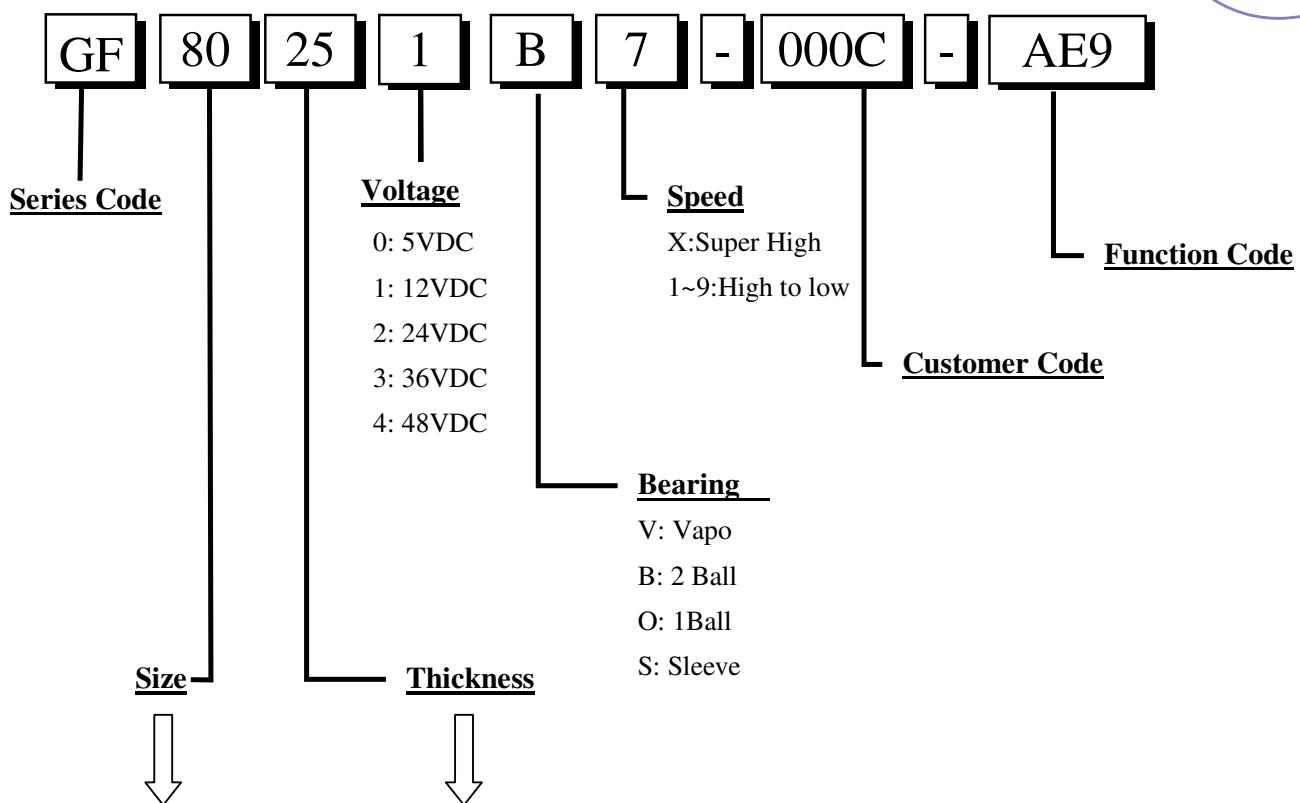 GF 80 25 1 B 7 - 000C - AE9
Series Code
Voltage
0: 5VDC
1: 12VDC
2: 24VDC
3: 36VDC
4: 48VDC
Speed
X:Super High
1~9:High to low
Function Code
Customer Code
Bearing
V: Vapo
B: 2 Ball
O: 1Ball
S: Sleeve
Size
Thickness